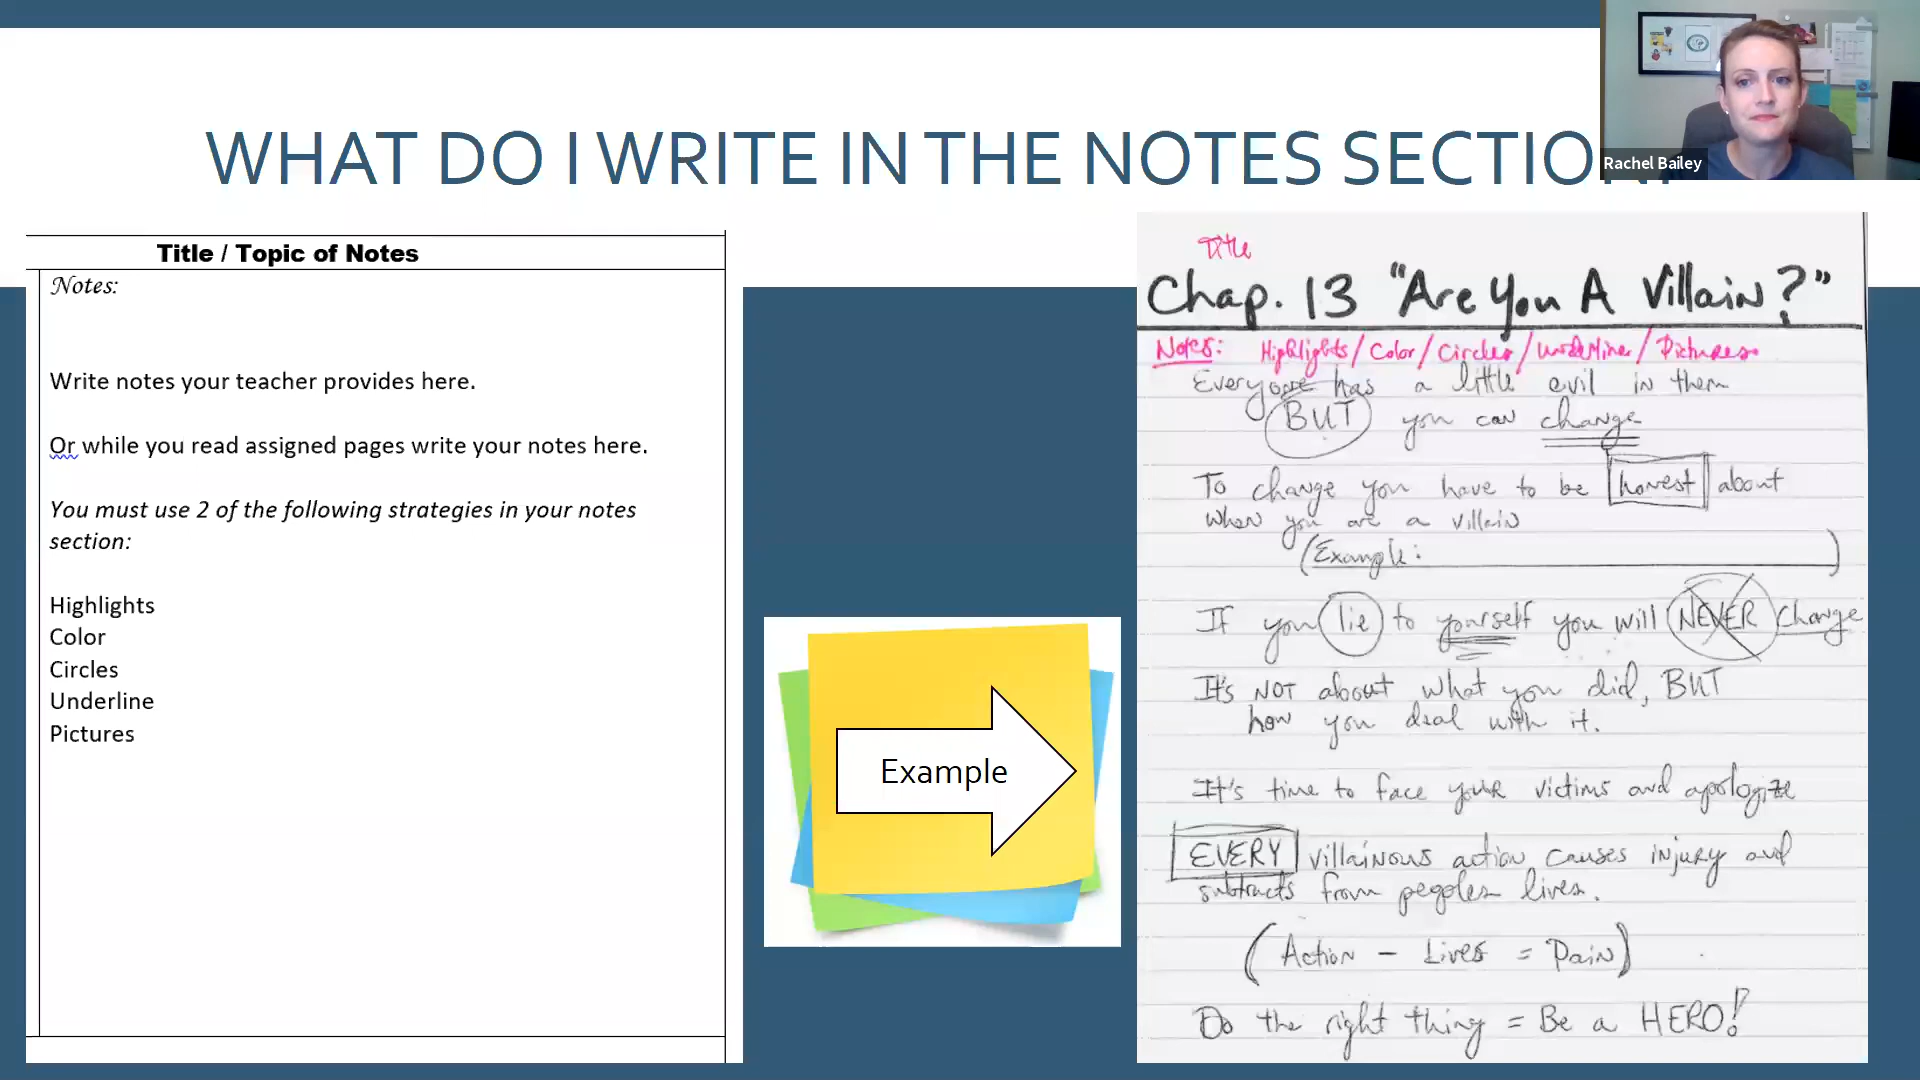 WHAT DO I WRITE IN THE NOTES SECTION?
Rachel Bailey
Title / Topic of Notes
Notes:
Write notes your teacher provides here.
Or while you read assigned pages write your notes here.
You must use 2 of the following strategies in your notes
section:
Highlights
Color
Circles
Underline
Pictures
Example
Title
Chap. 13 "Are You A Villain?"
Notes: Highlights/Color/Circles/Underline/Pictures
Everyone has a little evil in them
BUT you can change
To change you have to be honest about
when you are a villain
(Example: )
If you lie to yourself you will NEVER change
It's NOT about what you did, BUT
how you deal with it.
It's time to face your victims and apologize
EVERY villainous action causes injury and
subtracts from peoples lives.
(Action - Lives = Pain)
Do the right thing = Be a HERO!